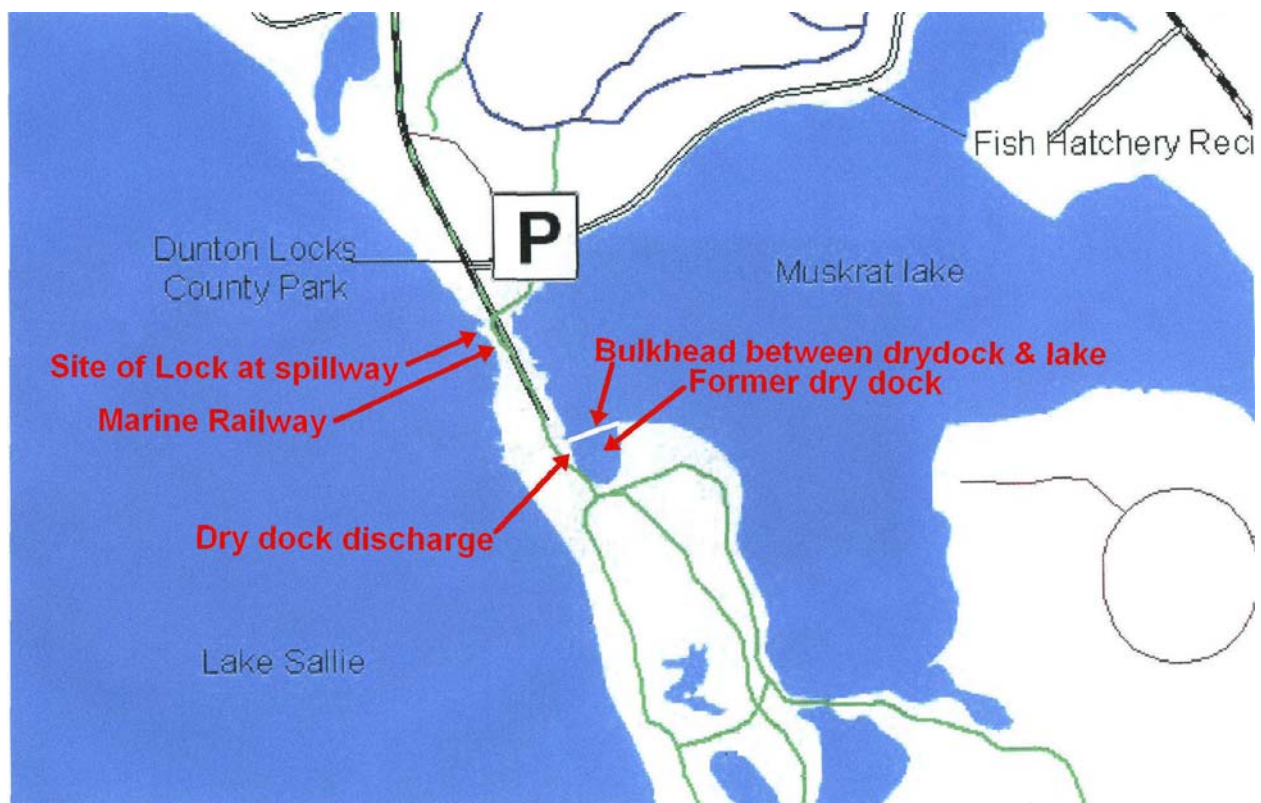 Fish Hatchery Reci
P
Dunton Locks
County Park
Muskrat lake
Site of Lock at spillway
Bulkhead between drydock & lake
Former dry dock
Marine Railway
Dry dock discharge
Lake Sallie